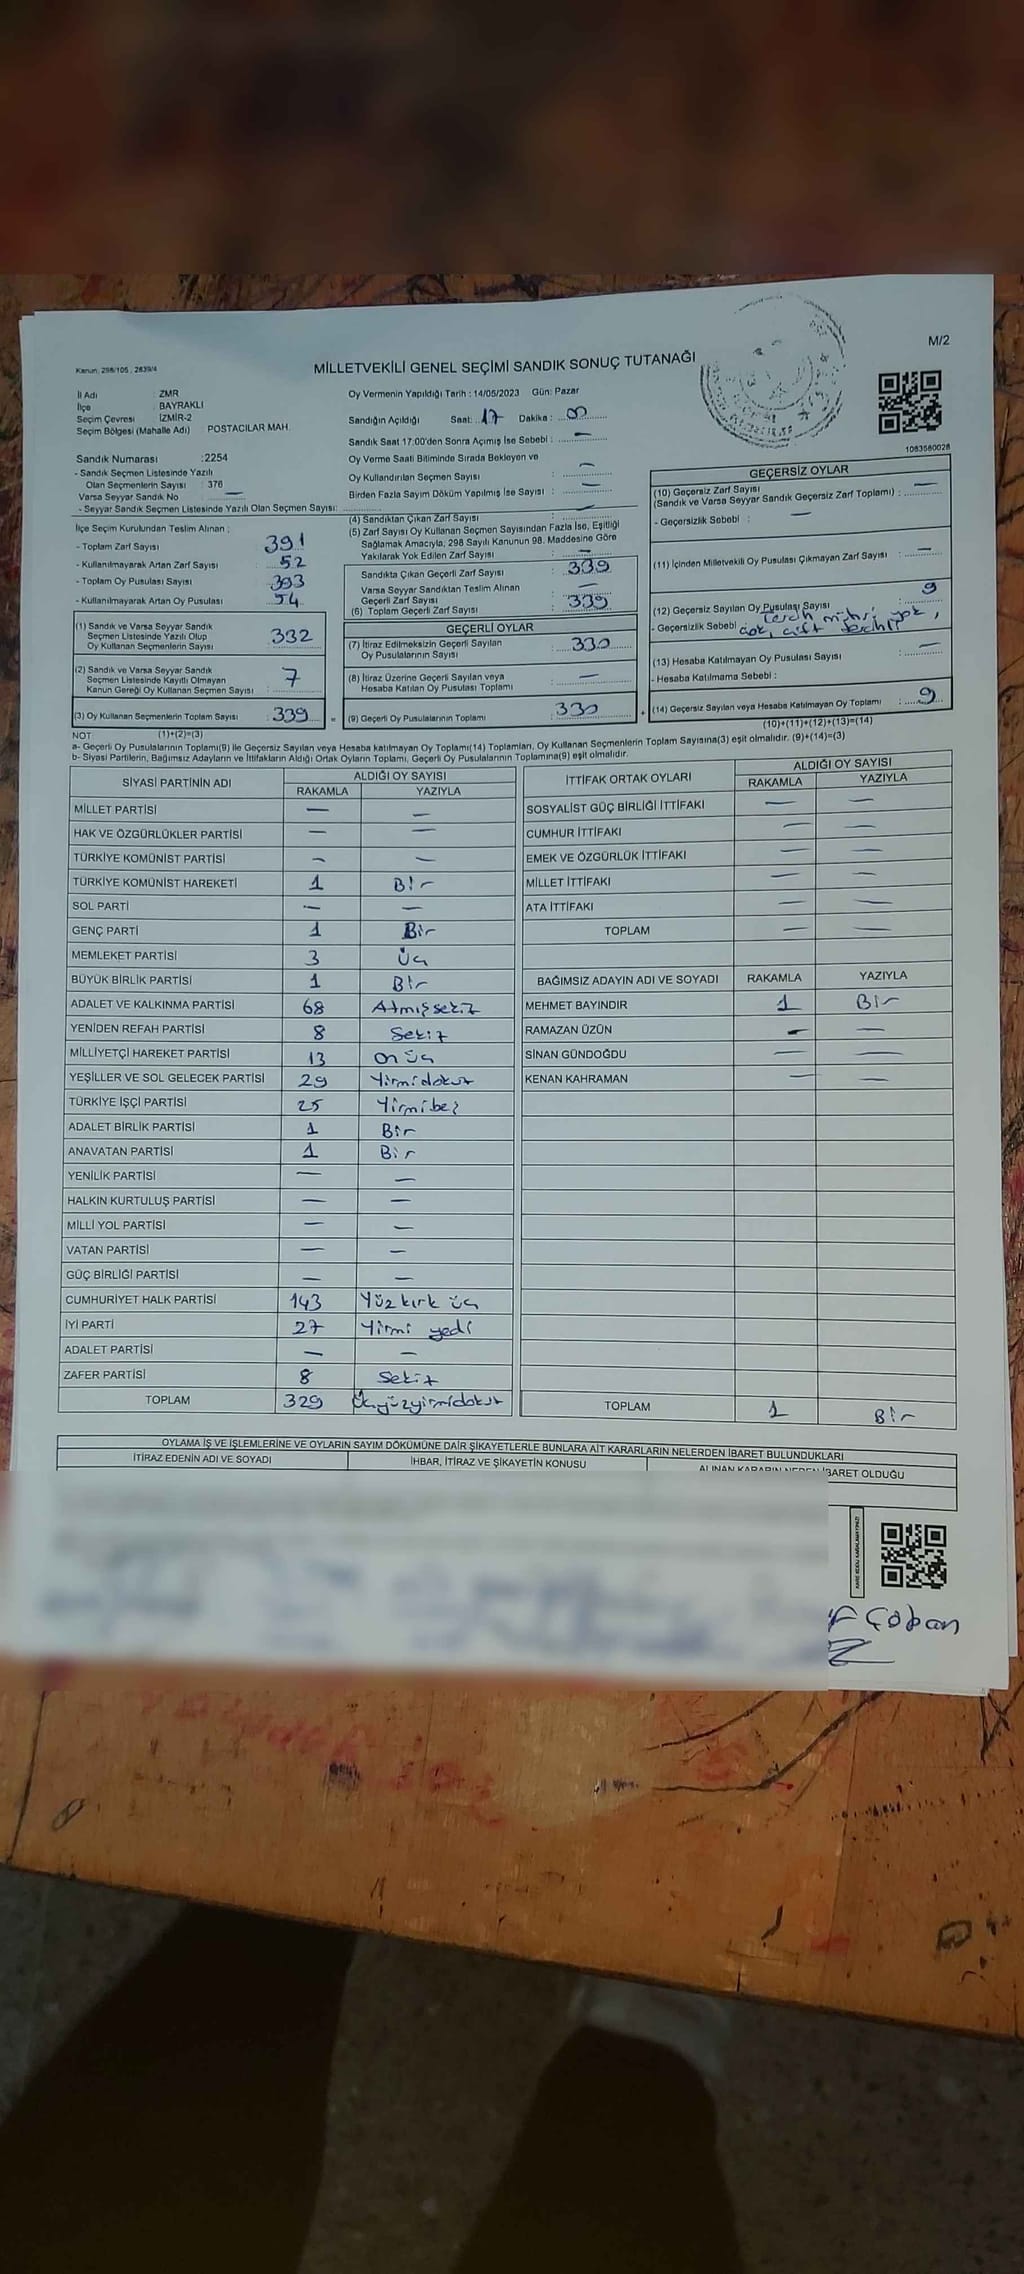 M/2
Kanun, 298/105 , 2839/4
MİLLETVEKİLİ GENEL SEÇİMİ SANDIK SONUÇ TUTANAĞI
İl Adı : ZMR
İlçe : BAYRAKLI
Seçim Çevresi İZMİR-2
Seçim Bölgesi (Mahalle Adı) POSTACILAR MAH.
Sandık Numarası :2254
- Sandık Seçmen Listesinde Yazılı
Olan Seçmenlerin Sayısı : 376
Varsa Seyyar Sandık No —
- Seyyar Sandık Seçmen Listesinde Yazılı Olan Seçmen Sayısı:
İlçe Seçim Kurulundan Teslim Alınan ;
- Toplam Zarf Sayısı 391
- Kullanılmayarak Artan Zarf Sayısı : 52
- Toplam Oy Pusulası Sayısı : 393
- Kullanılmayarak Artan Oy Pusulası : 54
(1) Sandık ve Varsa Seyyar Sandık
Seçmen Listesinde Yazılı Olup
Oy Kullanan Seçmenlerin Sayısı : 332
(2) Sandık ve Varsa Seyyar Sandık
Seçmen Listesinde Kayıtlı Olmayan
Kanun Gereği Oy Kullanan Seçmen Sayısı : 7
(3) Oy Kullanan Seçmenlerin Toplam Sayısı : 339 =
(1)+(2)=(3)
Oy Vermenin Yapıldığı Tarih : 14/05/2023 Gün: Pazar
Sandığın Açıldığı Saat: 17 Dakika : 00
Sandık Saat 17:00'den Sonra Açımış İse Sebebi : —
Oy Verme Saati Bitiminde Sırada Bekleyen ve
Oy Kullandırılan Seçmen Sayısı : —
Birden Fazla Sayım Döküm Yapılmış İse Sayısı : —
(4) Sandıktan Çıkan Zarf Sayısı : —
(5) Zarf Sayısı Oy Kullanan Seçmen Sayısından Fazla İse, Eşitliği
Sağlamak Amacıyla, 298 Sayılı Kanunun 98. Maddesine Göre
Yakılarak Yok Edilen Zarf Sayısı : —
Sandıkta Çıkan Geçerli Zarf Sayısı : 339
Varsa Seyyar Sandıktan Teslim Alınan
Geçerli Zarf Sayısı : —
(6) Toplam Geçerli Zarf Sayısı : 339
GEÇERLİ OYLAR
(7) İtiraz Edilmeksizin Geçerli Sayılan
Oy Pusulalarının Sayısı : 330
(8) İtiraz Üzerine Geçerli Sayılan veya
Hesaba Katılan Oy Pusulası Toplamı : —
(9) Geçerli Oy Pusulalarının Toplamı : 330 +
1083580028
GEÇERSİZ OYLAR
(10) Geçersiz Zarf Sayısı
(Sandık ve Varsa Seyyar Sandık Geçersiz Zarf Toplamı) : —
- Geçersizlik Sebebi : —
(11) İçinden Milletvekili Oy Pusulası Çıkmayan Zarf Sayısı : —
(12) Geçersiz Sayılan Oy Pusulası Sayısı : 9
- Geçersizlik Sebebi Tercih mührü yok,
çok, çift tercihli
(13) Hesaba Katılmayan Oy Pusulası Sayısı : —
- Hesaba Katılmama Sebebi :
(14) Geçersiz Sayılan veya Hesaba Katılmayan Oy Toplamı : 9
(10)+(11)+(12)+(13)=(14)
NOT:
a- Geçerli Oy Pusulalarının Toplamı(9) ile Geçersiz Sayılan veya Hesaba katılmayan Oy Toplamı(14) Toplamları, Oy Kullanan Seçmenlerin Toplam Sayısına(3) eşit olmalıdır. (9)+(14)=(3)
b- Siyasi Partilerin, Bağımsız Adayların ve İttifakların Aldığı Ortak Oyların Toplamı, Geçerli Oy Pusulalarının Toplamına(9) eşit olmalıdır.
SİYASİ PARTİNİN ADI ALDIĞI OY SAYISI
RAKAMLA YAZIYLA
MİLLET PARTİSİ — —
HAK VE ÖZGÜRLÜKLER PARTİSİ — —
TÜRKİYE KOMÜNİST PARTİSİ — —
TÜRKİYE KOMÜNİST HAREKETİ 1 Bir
SOL PARTİ — —
GENÇ PARTİ 1 Bir
MEMLEKET PARTİSİ 3 Üç
BÜYÜK BİRLİK PARTİSİ 1 Bir
ADALET VE KALKINMA PARTİSİ 68 Atmışsekiz
YENİDEN REFAH PARTİSİ 8 Sekiz
MİLLİYETÇİ HAREKET PARTİSİ 13 On üç
YEŞİLLER VE SOL GELECEK PARTİSİ 29 Yirmidokuz
TÜRKİYE İŞÇİ PARTİSİ 25 Yirmibeş
ADALET BİRLİK PARTİSİ 1 Bir
ANAVATAN PARTİSİ 1 Bir
YENİLİK PARTİSİ — —
HALKIN KURTULUŞ PARTİSİ — —
MİLLİ YOL PARTİSİ — —
VATAN PARTİSİ — —
GÜÇ BİRLİĞİ PARTİSİ — —
CUMHURİYET HALK PARTİSİ 143 Yüz kırk üç
İYİ PARTİ 27 Yirmi yedi
ADALET PARTİSİ — —
ZAFER PARTİSİ 8 Sekiz
TOPLAM 329 Üçyüzyirmidokuz
İTTİFAK ORTAK OYLARI ALDIĞI OY SAYISI
RAKAMLA YAZIYLA
SOSYALİST GÜÇ BİRLİĞİ İTTİFAKI — —
CUMHUR İTTİFAKI — —
EMEK VE ÖZGÜRLÜK İTTİFAKI — —
MİLLET İTTİFAKI — —
ATA İTTİFAKI — —
TOPLAM — —
BAĞIMSIZ ADAYIN ADI VE SOYADI RAKAMLA YAZIYLA
MEHMET BAYINDIR 1 Bir
RAMAZAN ÜZÜN — —
SİNAN GÜNDOĞDU — —
KENAN KAHRAMAN — —
TOPLAM 1 Bir
OYLAMA İŞ VE İŞLEMLERİNE VE OYLARIN SAYIM DÖKÜMÜNE DAİR ŞİKAYETLERLE BUNLARA AİT KARARLARIN NELERDEN İBARET BULUNDUKLARI
İTİRAZ EDENİN ADI VE SOYADI İHBAR, İTİRAZ VE ŞİKAYETİN KONUSU ALINAN KARARIN NEDEN İBARET OLDUĞU
Çoban